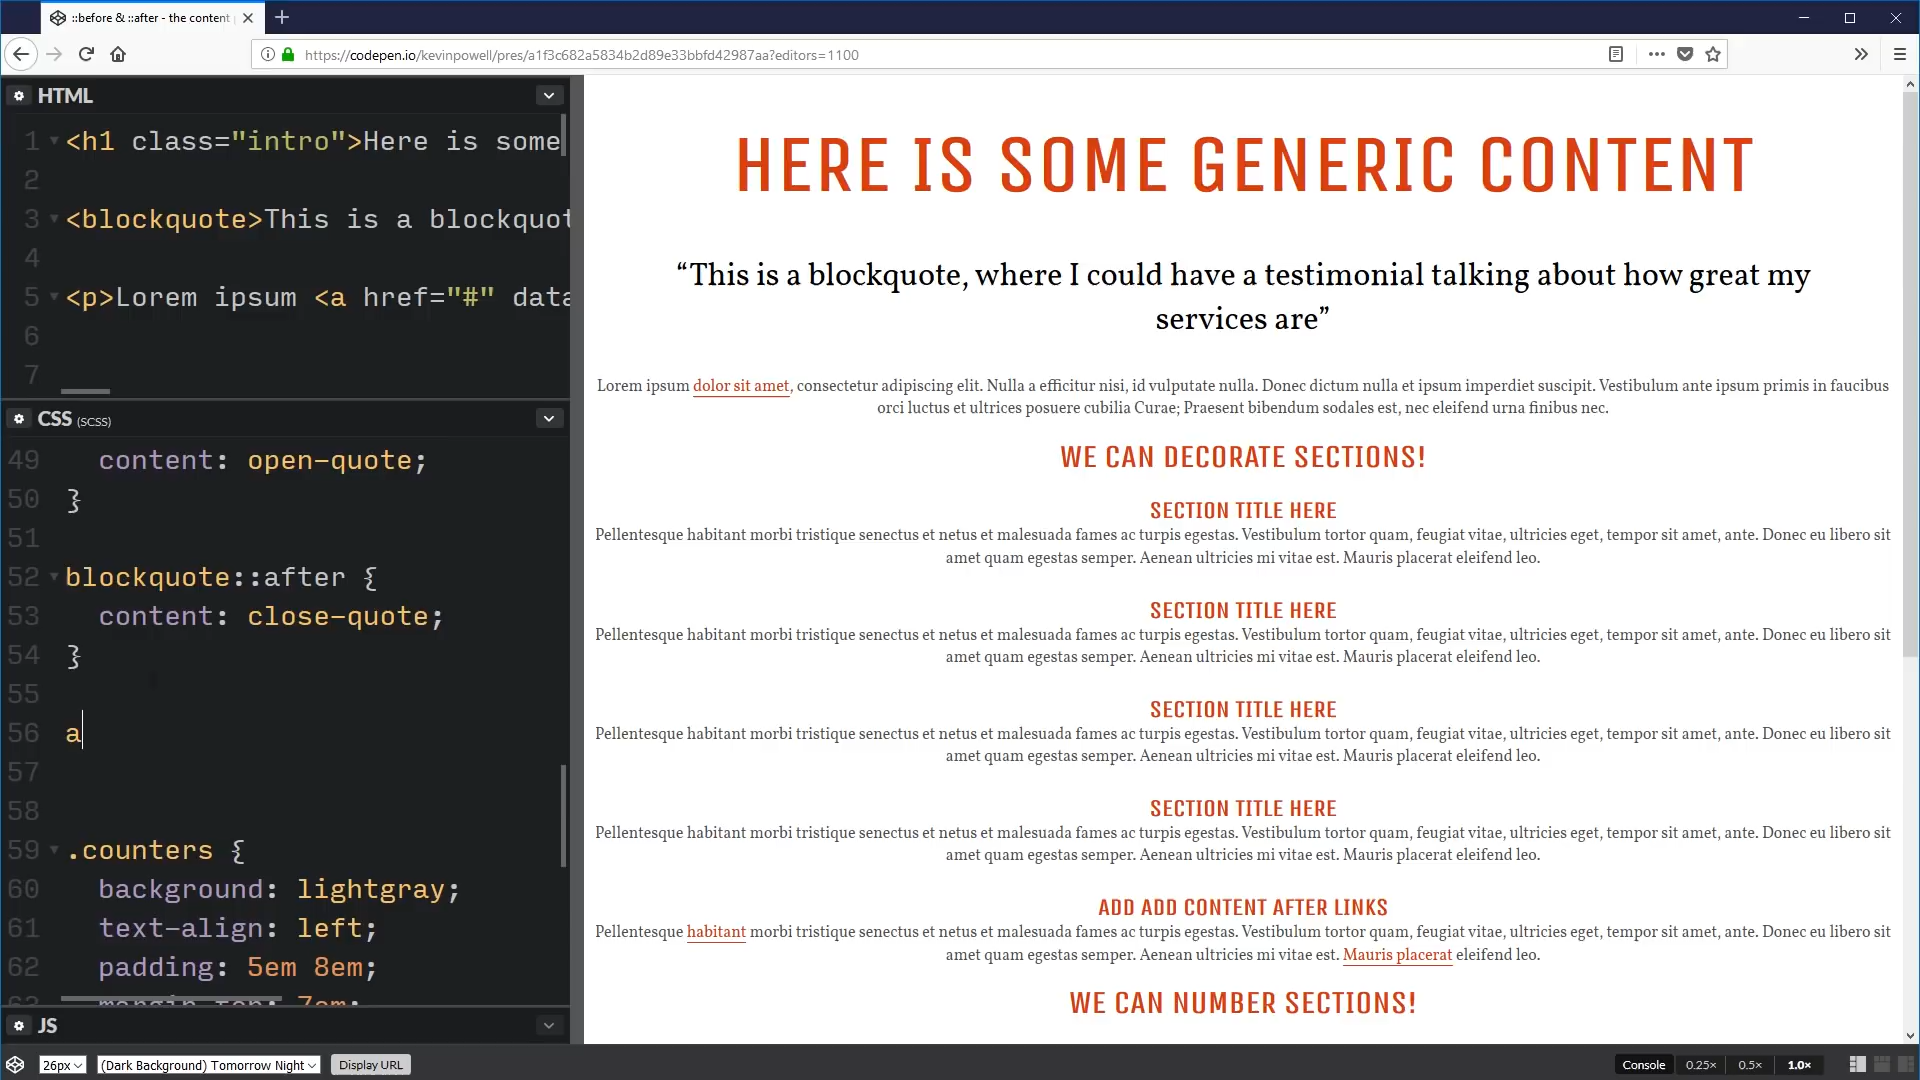 ::before & ::after - the content
https://codepen.io/kevinpowell/pres/a1f3c682a5834b2d89e33bbfd42987aa?editors=1100
HTML
1 <h1 class="intro">Here is some
2
3 <blockquote>This is a blockquot
4
5 <p>Lorem ipsum <a href="#" data
6
7
CSS (SCSS)
49 content: open-quote;
50 }
51
52 blockquote::after {
53 content: close-quote;
54 }
55
56 a
57
58
59 .counters {
60 background: lightgray;
61 text-align: left;
62 padding: 5em 8em;
63 margin-top: 7em;
JS
HERE IS SOME GENERIC CONTENT
“This is a blockquote, where I could have a testimonial talking about how great my
services are”
Lorem ipsum dolor sit amet, consectetur adipiscing elit. Nulla a efficitur nisi, id vulputate nulla. Donec dictum nulla et ipsum imperdiet suscipit. Vestibulum ante ipsum primis in faucibus
orci luctus et ultrices posuere cubilia Curae; Praesent bibendum sodales est, nec eleifend urna finibus nec.
WE CAN DECORATE SECTIONS!
SECTION TITLE HERE
Pellentesque habitant morbi tristique senectus et netus et malesuada fames ac turpis egestas. Vestibulum tortor quam, feugiat vitae, ultricies eget, tempor sit amet, ante. Donec eu libero sit
amet quam egestas semper. Aenean ultricies mi vitae est. Mauris placerat eleifend leo.
SECTION TITLE HERE
Pellentesque habitant morbi tristique senectus et netus et malesuada fames ac turpis egestas. Vestibulum tortor quam, feugiat vitae, ultricies eget, tempor sit amet, ante. Donec eu libero sit
amet quam egestas semper. Aenean ultricies mi vitae est. Mauris placerat eleifend leo.
SECTION TITLE HERE
Pellentesque habitant morbi tristique senectus et netus et malesuada fames ac turpis egestas. Vestibulum tortor quam, feugiat vitae, ultricies eget, tempor sit amet, ante. Donec eu libero sit
amet quam egestas semper. Aenean ultricies mi vitae est. Mauris placerat eleifend leo.
SECTION TITLE HERE
Pellentesque habitant morbi tristique senectus et netus et malesuada fames ac turpis egestas. Vestibulum tortor quam, feugiat vitae, ultricies eget, tempor sit amet, ante. Donec eu libero sit
amet quam egestas semper. Aenean ultricies mi vitae est. Mauris placerat eleifend leo.
ADD ADD CONTENT AFTER LINKS
Pellentesque habitant morbi tristique senectus et netus et malesuada fames ac turpis egestas. Vestibulum tortor quam, feugiat vitae, ultricies eget, tempor sit amet, ante. Donec eu libero sit
amet quam egestas semper. Aenean ultricies mi vitae est. Mauris placerat eleifend leo.
WE CAN NUMBER SECTIONS!
26px (Dark Background) Tomorrow Night Display URL Console 0.25× 0.5× 1.0×